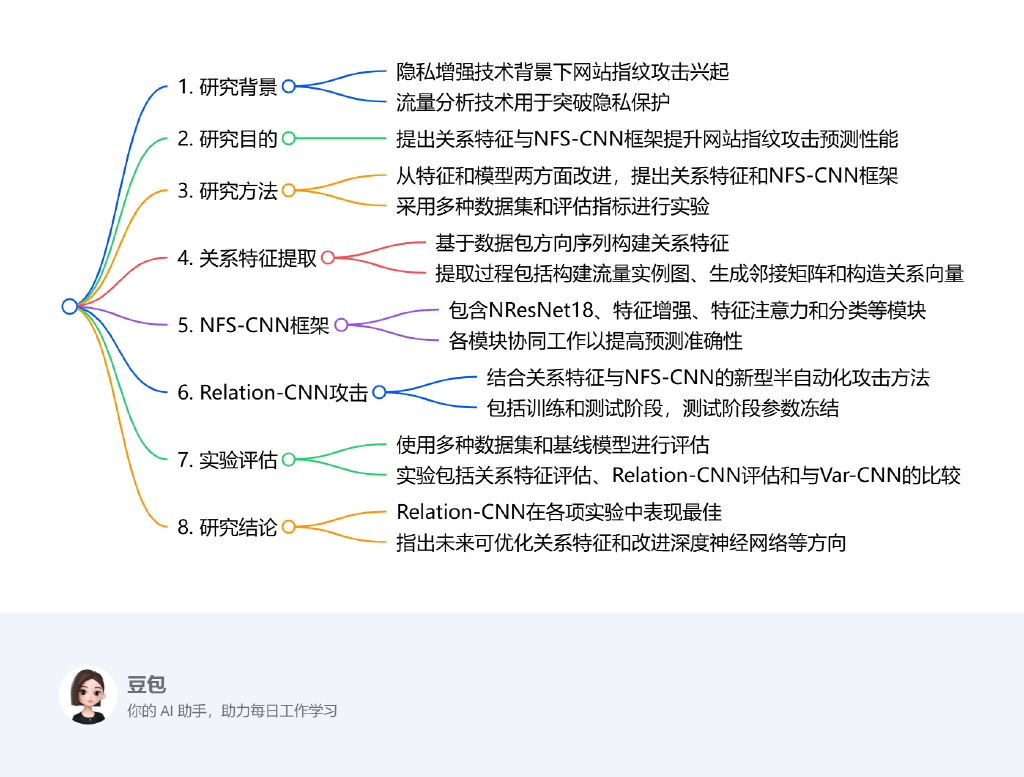 1. 研究背景
隐私增强技术背景下网站指纹攻击兴起
流量分析技术用于突破隐私保护
2. 研究目的
提出关系特征与NFS-CNN框架提升网站指纹攻击预测性能
3. 研究方法
从特征和模型两方面改进，提出关系特征和NFS-CNN框架
采用多种数据集和评估指标进行实验
4. 关系特征提取
基于数据包方向序列构建关系特征
提取过程包括构建流量实例图、生成邻接矩阵和构造关系向量
5. NFS-CNN框架
包含NResNet18、特征增强、特征注意力和分类等模块
各模块协同工作以提高预测准确性
6. Relation-CNN攻击
结合关系特征与NFS-CNN的新型半自动化攻击方法
包括训练和测试阶段，测试阶段参数冻结
7. 实验评估
使用多种数据集和基线模型进行评估
实验包括关系特征评估、Relation-CNN评估和与Var-CNN的比较
8. 研究结论
Relation-CNN在各项实验中表现最佳
指出未来可优化关系特征和改进深度神经网络等方向
豆包
你的 AI 助手，助力每日工作学习